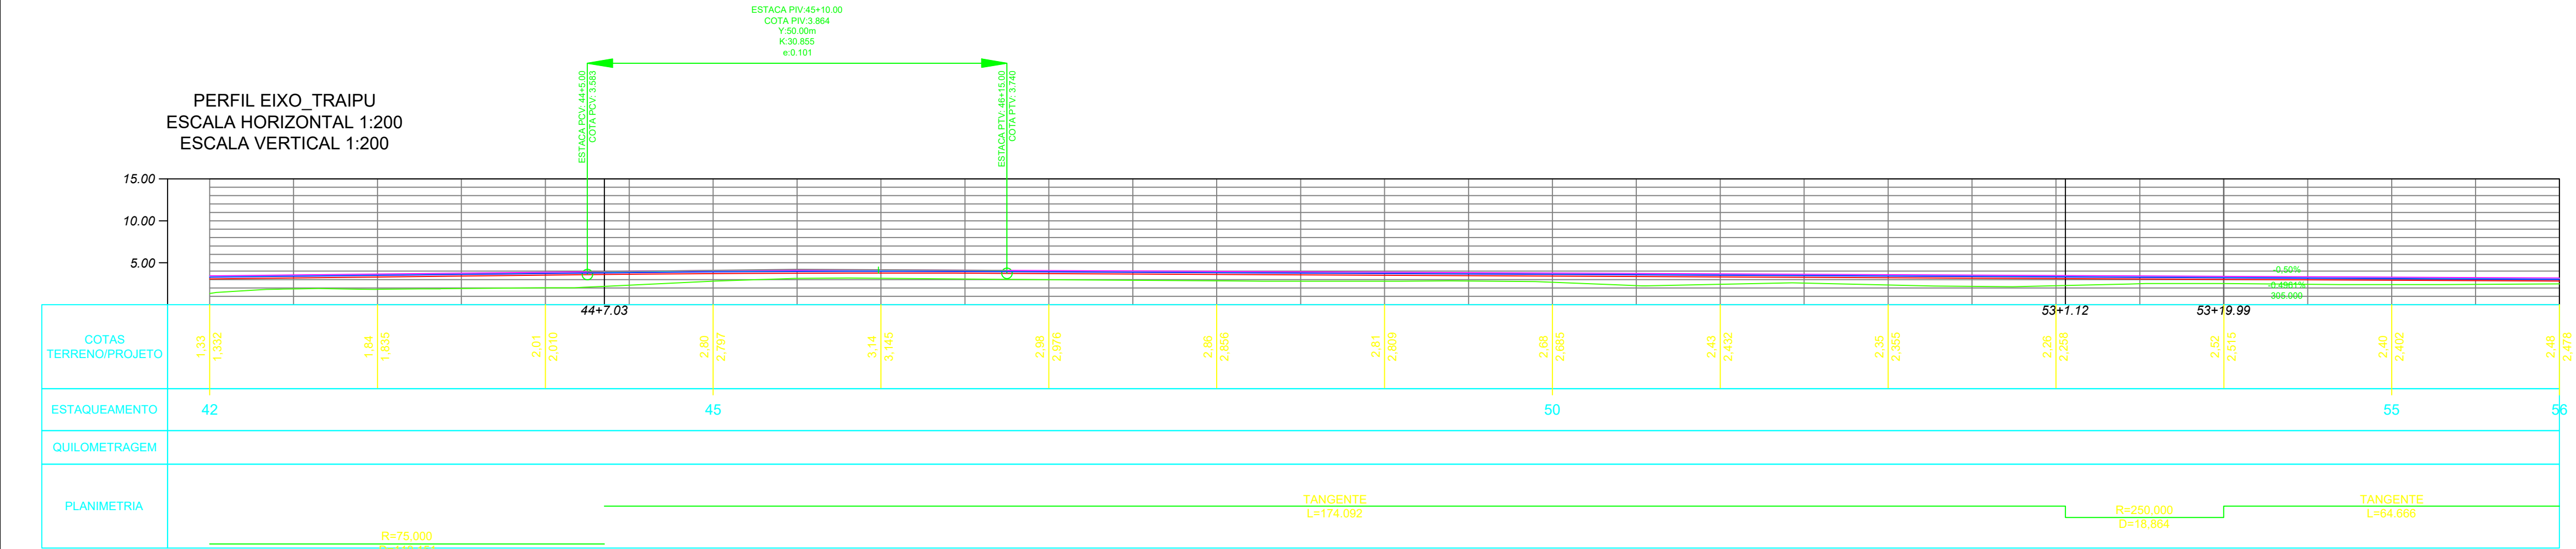 ESTACA PIV:45+10.00
COTA PIV:3.864
Y:50.00m
K:30.855
e:0.101
ESTACA PCV: 44+5.00
COTA PCV: 3.583
ESTACA PTV: 46+15.00
COTA PTV: 3.740
PERFIL EIXO_TRAIPU
ESCALA HORIZONTAL 1:200
ESCALA VERTICAL 1:200
15.00
10.00
5.00
-0.50%
-0.4961%
305.000
44+7.03
53+1.12
53+19.99
COTAS
TERRENO/PROJETO
1.33
1.332
1.84
1.835
2.01
2.010
2.80
2.797
3.14
3.145
2.98
2.976
2.86
2.856
2.81
2.809
2.68
2.685
2.43
2.432
2.36
2.355
2.26
2.258
2.52
2.515
2.40
2.402
2.48
2.478
ESTAQUEAMENTO
42
45
50
55
56
QUILOMETRAGEM
PLANIMETRIA
R=75,000
TANGENTE
L=174.092
R=250,000
D=18,864
TANGENTE
L=64.668